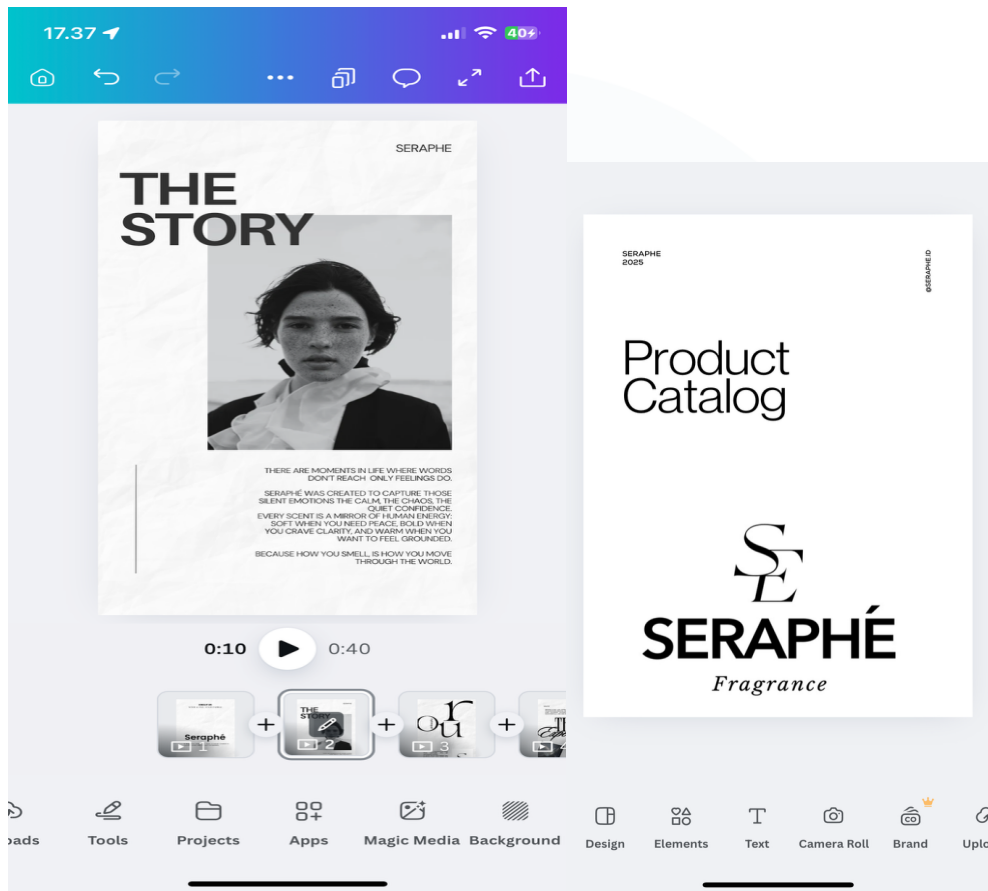 17.37
40
SERAPHE
THE
STORY
THERE ARE MOMENTS IN LIFE WHERE WORDS
DON'T REACH ONLY FEELINGS DO.
SERAPHÉ WAS CREATED TO CAPTURE THOSE
SILENT EMOTIONS THE CALM, THE CHAOS, THE
QUIET CONFIDENCE.
EVERY SCENT IS A MIRROR OF HUMAN ENERGY:
SOFT WHEN YOU NEED PEACE, BOLD WHEN
YOU CRAVE CLARITY, AND WARM WHEN YOU
WANT TO FEEL GROUNDED.
BECAUSE HOW YOU SMELL, IS HOW YOU MOVE
THROUGH THE WORLD.
0:10
0:40
Seraphé
1
THE
STORY
2
our
3
4
oads
Tools
Projects
Apps
Magic Media
Background
SERAPHE
2025
@SERAPHE.ID
Product
Catalog
SE
SERAPHÉ
Fragrance
Design
Elements
Text
Camera Roll
Brand
Uplo